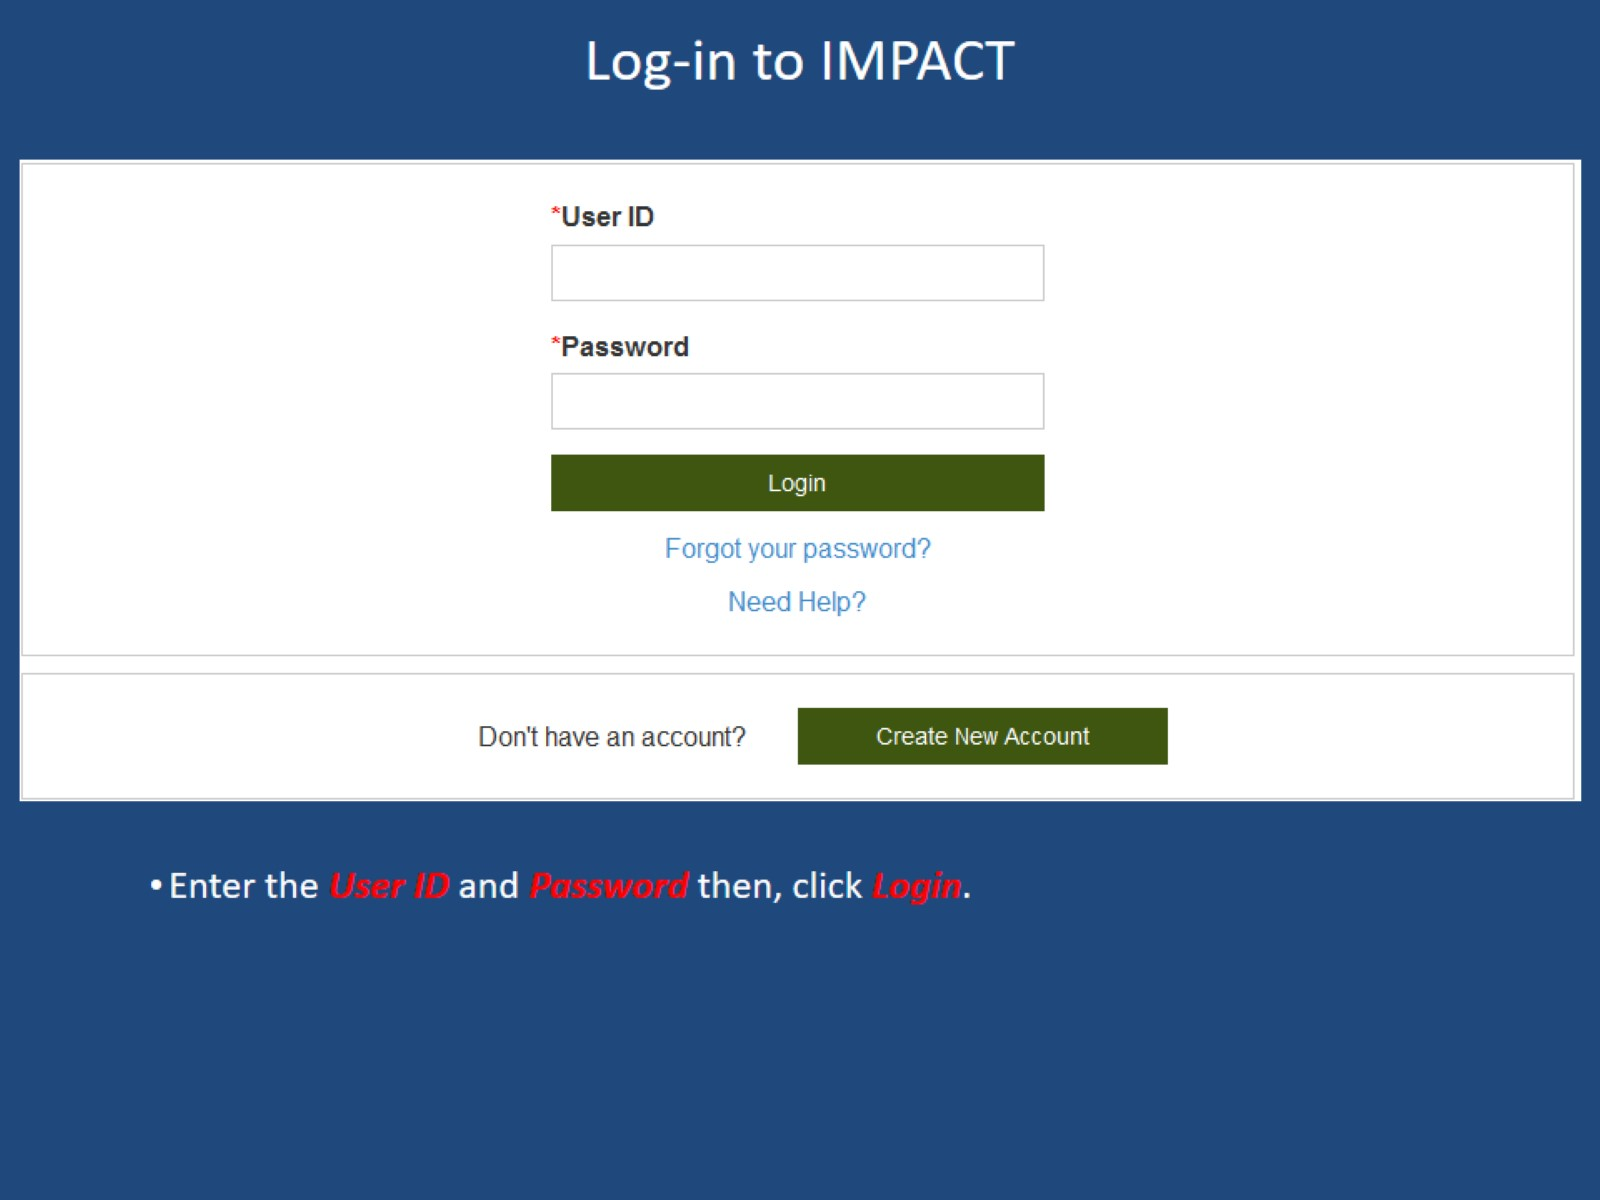 Log-in to IMPACT
*User ID
*Password
Login
Forgot your password?
Need Help?
Don't have an account? Create New Account
• Enter the User ID and Password then, click Login.